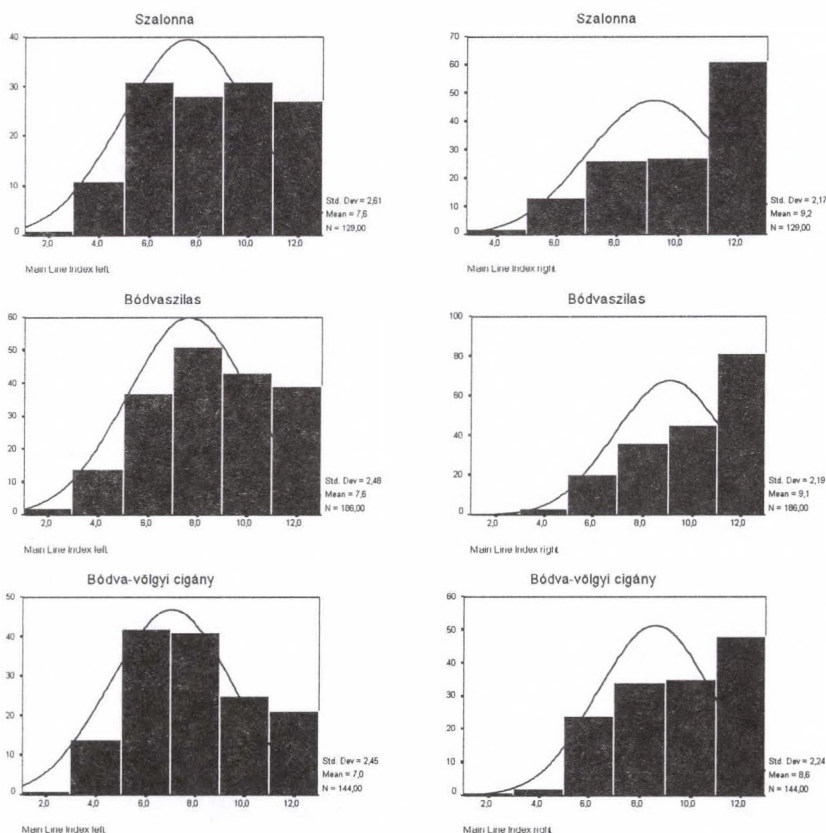 Szalonna
40
30
20
10
0
2,0 4,0 6,0 8,0 10,0 12,0
Std. Dev = 2,61
Mean = 7,6
N = 129,00
Main Line Index left
Szalonna
70
60
50
40
30
20
10
0
4,0 6,0 8,0 10,0 12,0
Std. Dev = 2,17
Mean = 9,2
N = 129,00
Main Line Index right
Bódvaszilas
60
50
40
30
20
10
0
2,0 4,0 6,0 8,0 10,0 12,0
Std. Dev = 2,48
Mean = 7,6
N = 186,00
Main Line Index left
Bódvaszilas
100
80
60
40
20
0
2,0 4,0 6,0 8,0 10,0 12,0
Std. Dev = 2,19
Mean = 9,1
N = 186,00
Main Line Index right
Bódva-völgyi cigány
50
40
30
20
10
0
2,0 4,0 6,0 8,0 10,0 12,0
Std. Dev = 2,45
Mean = 7,0
N = 144,00
Main Line Index left
Bódva-völgyi cigány
60
50
40
30
20
10
0
2,0 4,0 6,0 8,0 10,0 12,0
Std. Dev = 2,24
Mean = 8,6
N = 144,00
Main Line Index right